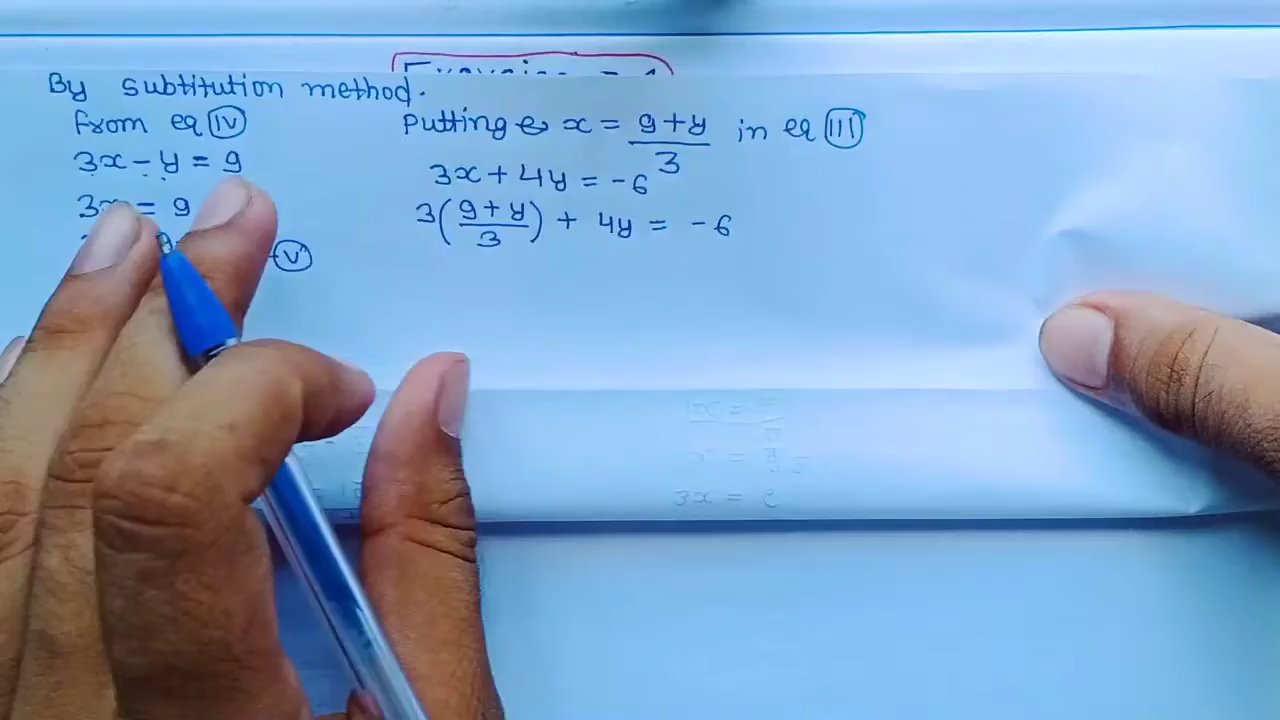 By subtitution method.
from eq IV
3x - y = 9
3x = 9
V
Putting x = 9+y/3 in eq III
3x + 4y = -6
3(9+y/3) + 4y = -6